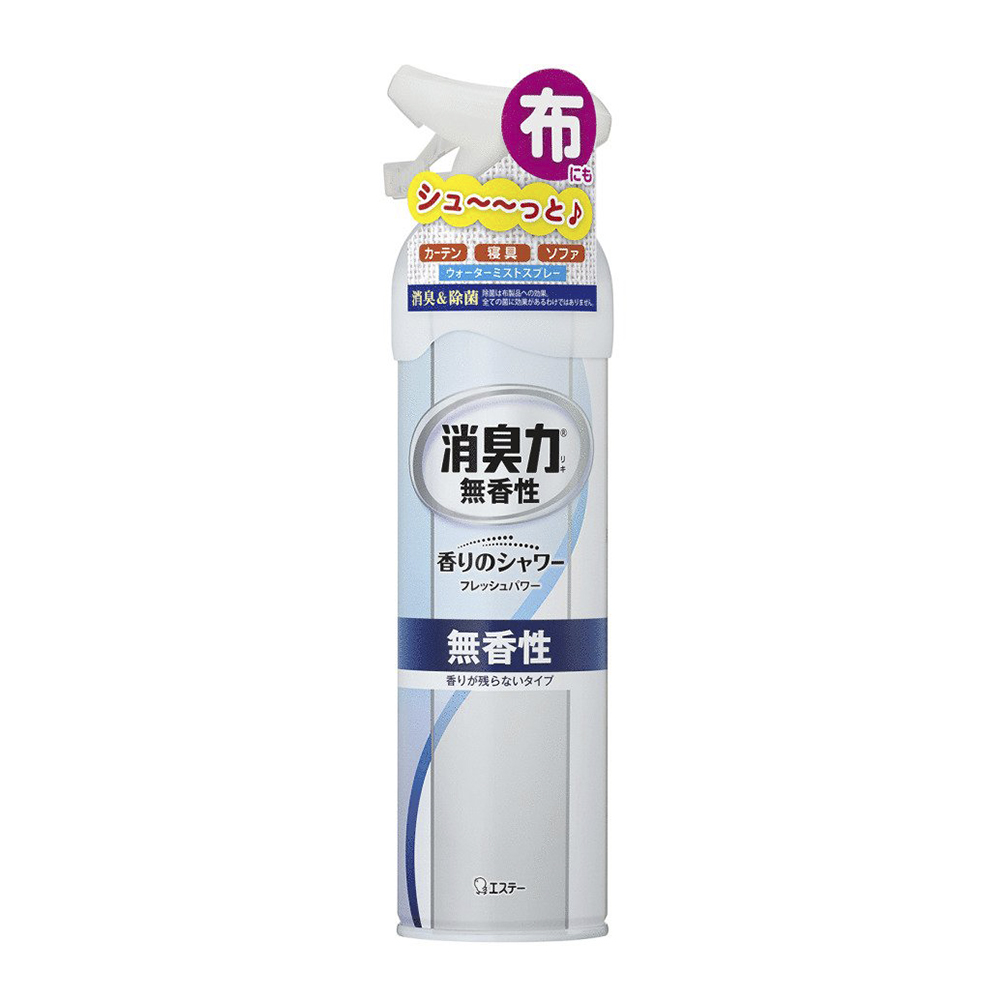 布
にも
シュ〜〜〜っと♪
カーテン 寝具 ソファ
ウォーターミストスプレー
消臭&除菌 除菌は布製品への効果、
全ての菌に効果があるわけではありません。
消臭力®
リキ
無香性
香りのシャワー
フレッシュパワー
無香性
香りが残らないタイプ
エステー